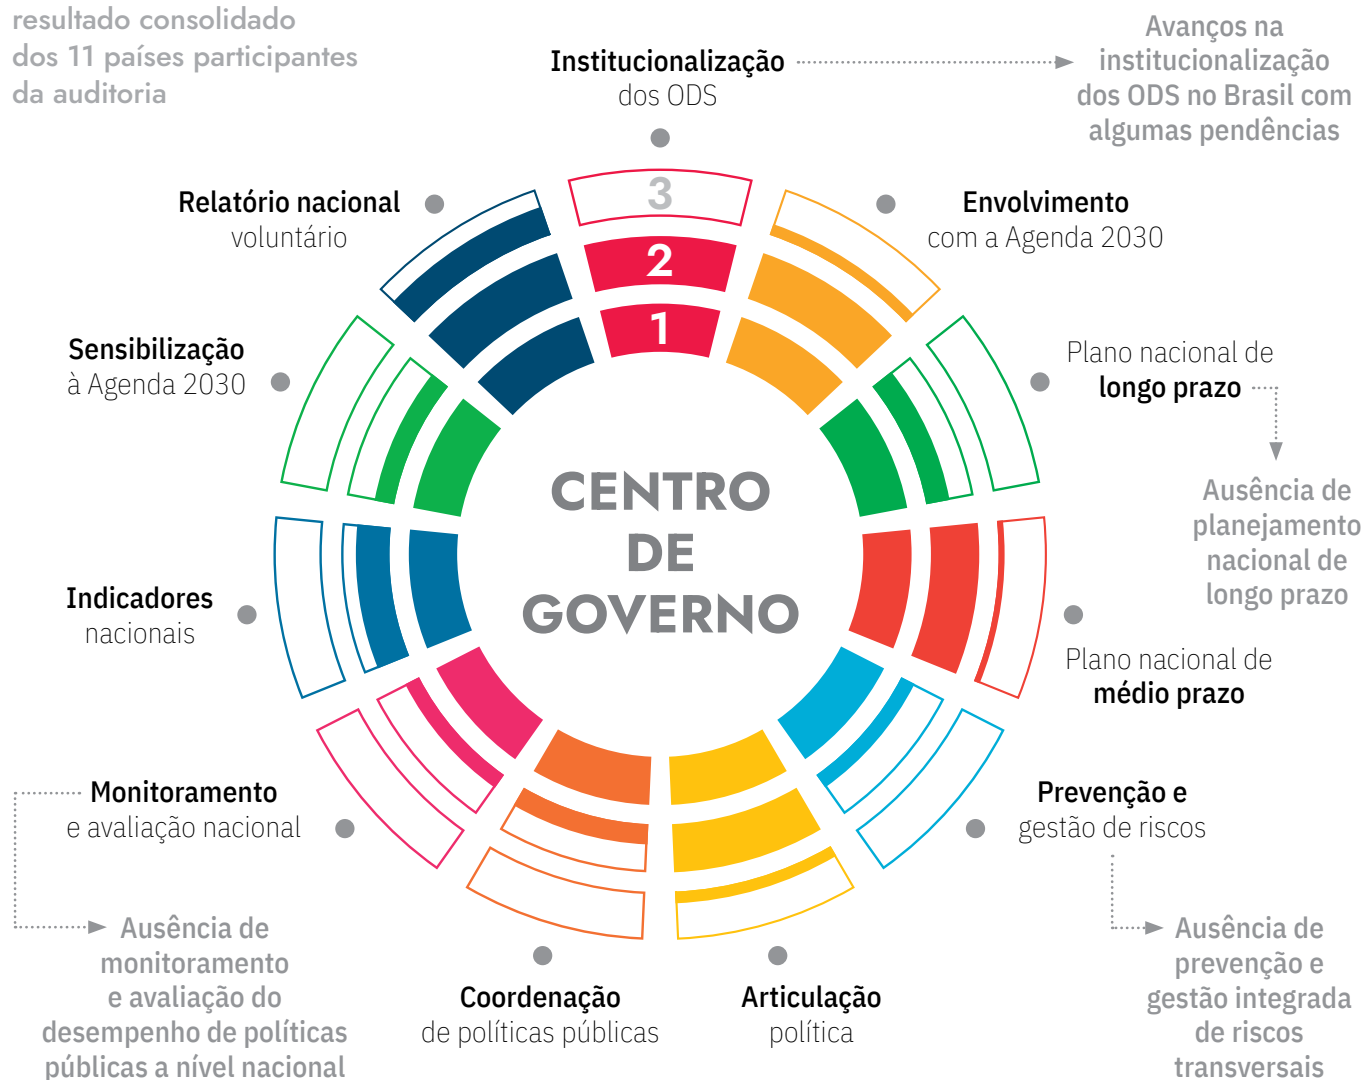 resultado consolidado
dos 11 países participantes
da auditoria
Institucionalização
dos ODS
Avanços na
institucionalização
dos ODS no Brasil com
algumas pendências
3
2
1
Relatório nacional
voluntário
Envolvimento
com a Agenda 2030
Sensibilização
à Agenda 2030
Plano nacional de
longo prazo
Ausência de
planejamento
nacional de
longo prazo
CENTRO
DE
GOVERNO
Indicadores
nacionais
Plano nacional de
médio prazo
Monitoramento
e avaliação nacional
Prevenção e
gestão de riscos
Ausência de
monitoramento
e avaliação do
desempenho de políticas
públicas a nível nacional
Coordenação
de políticas públicas
Articulação
política
Ausência de
prevenção e
gestão integrada
de riscos
transversais